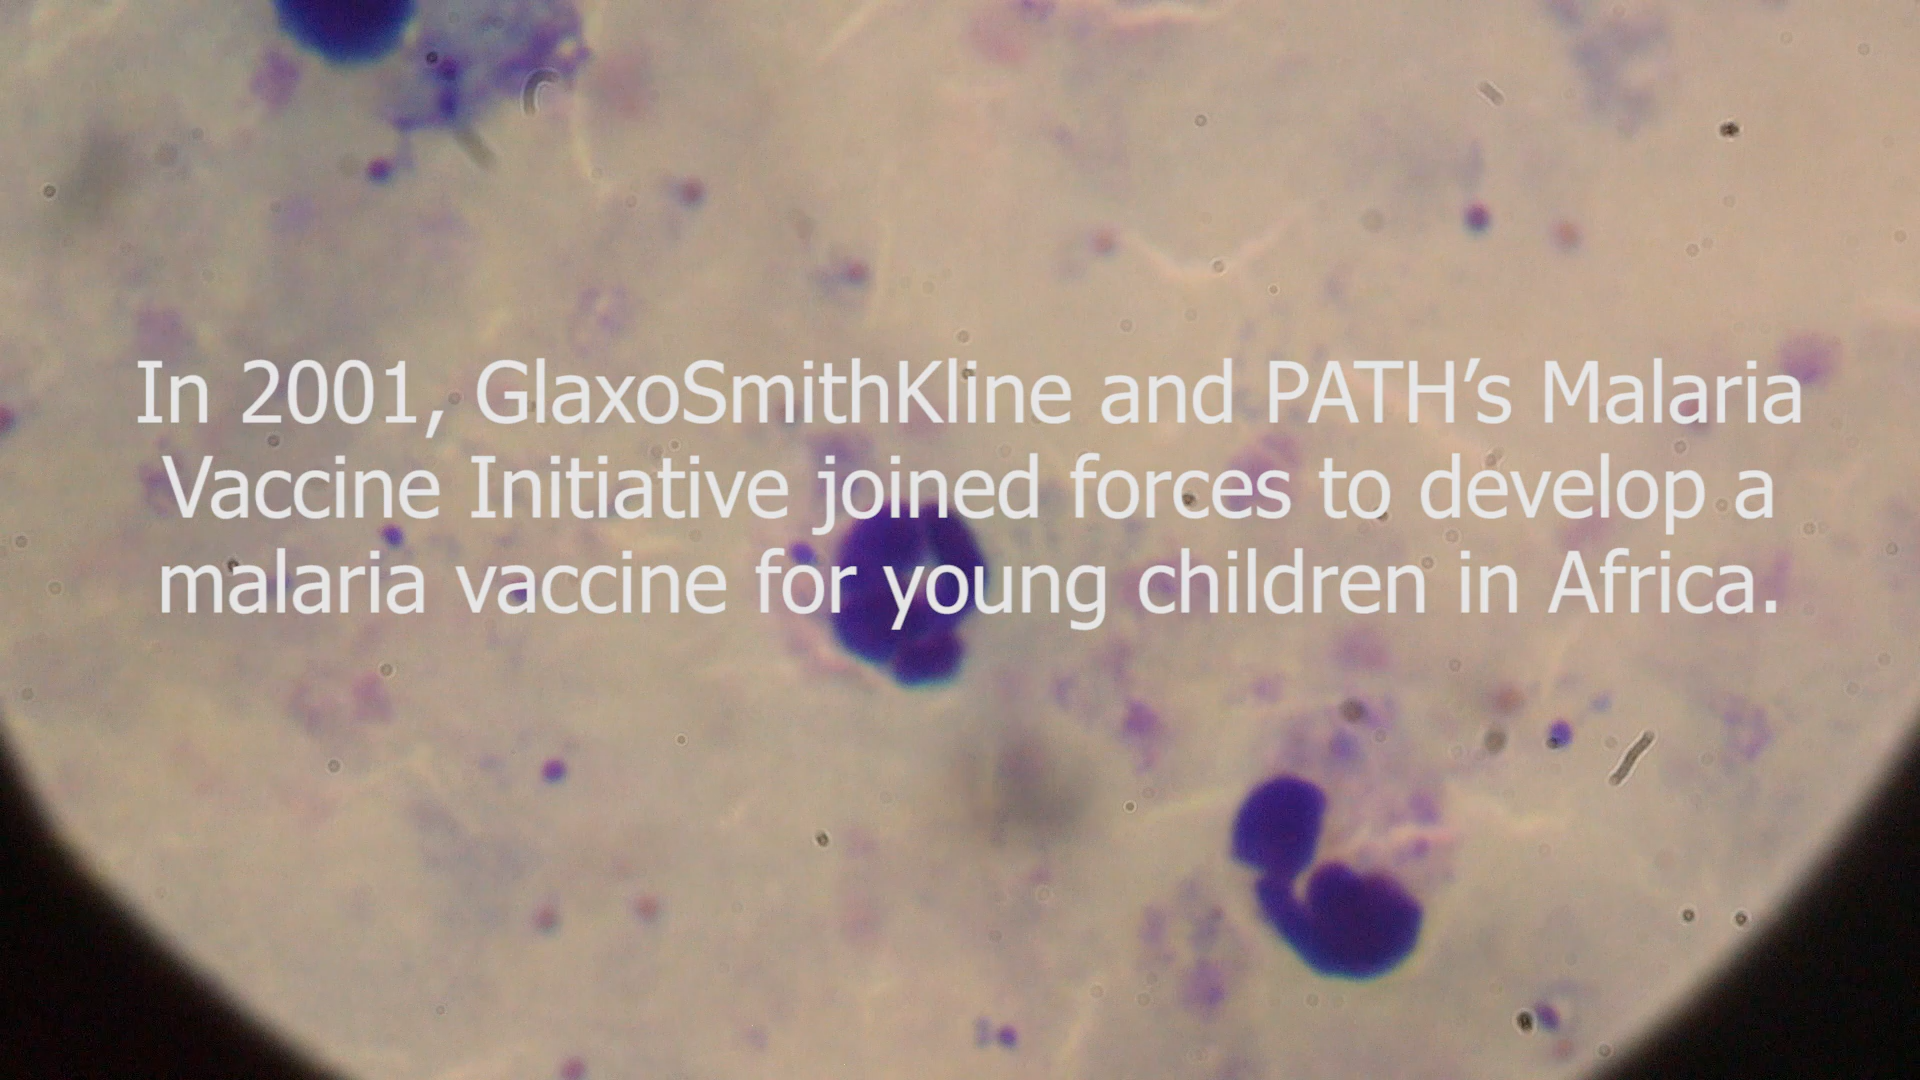 In 2001, GlaxoSmithKline and PATH’s Malaria
Vaccine Initiative joined forces to develop a
malaria vaccine for young children in Africa.